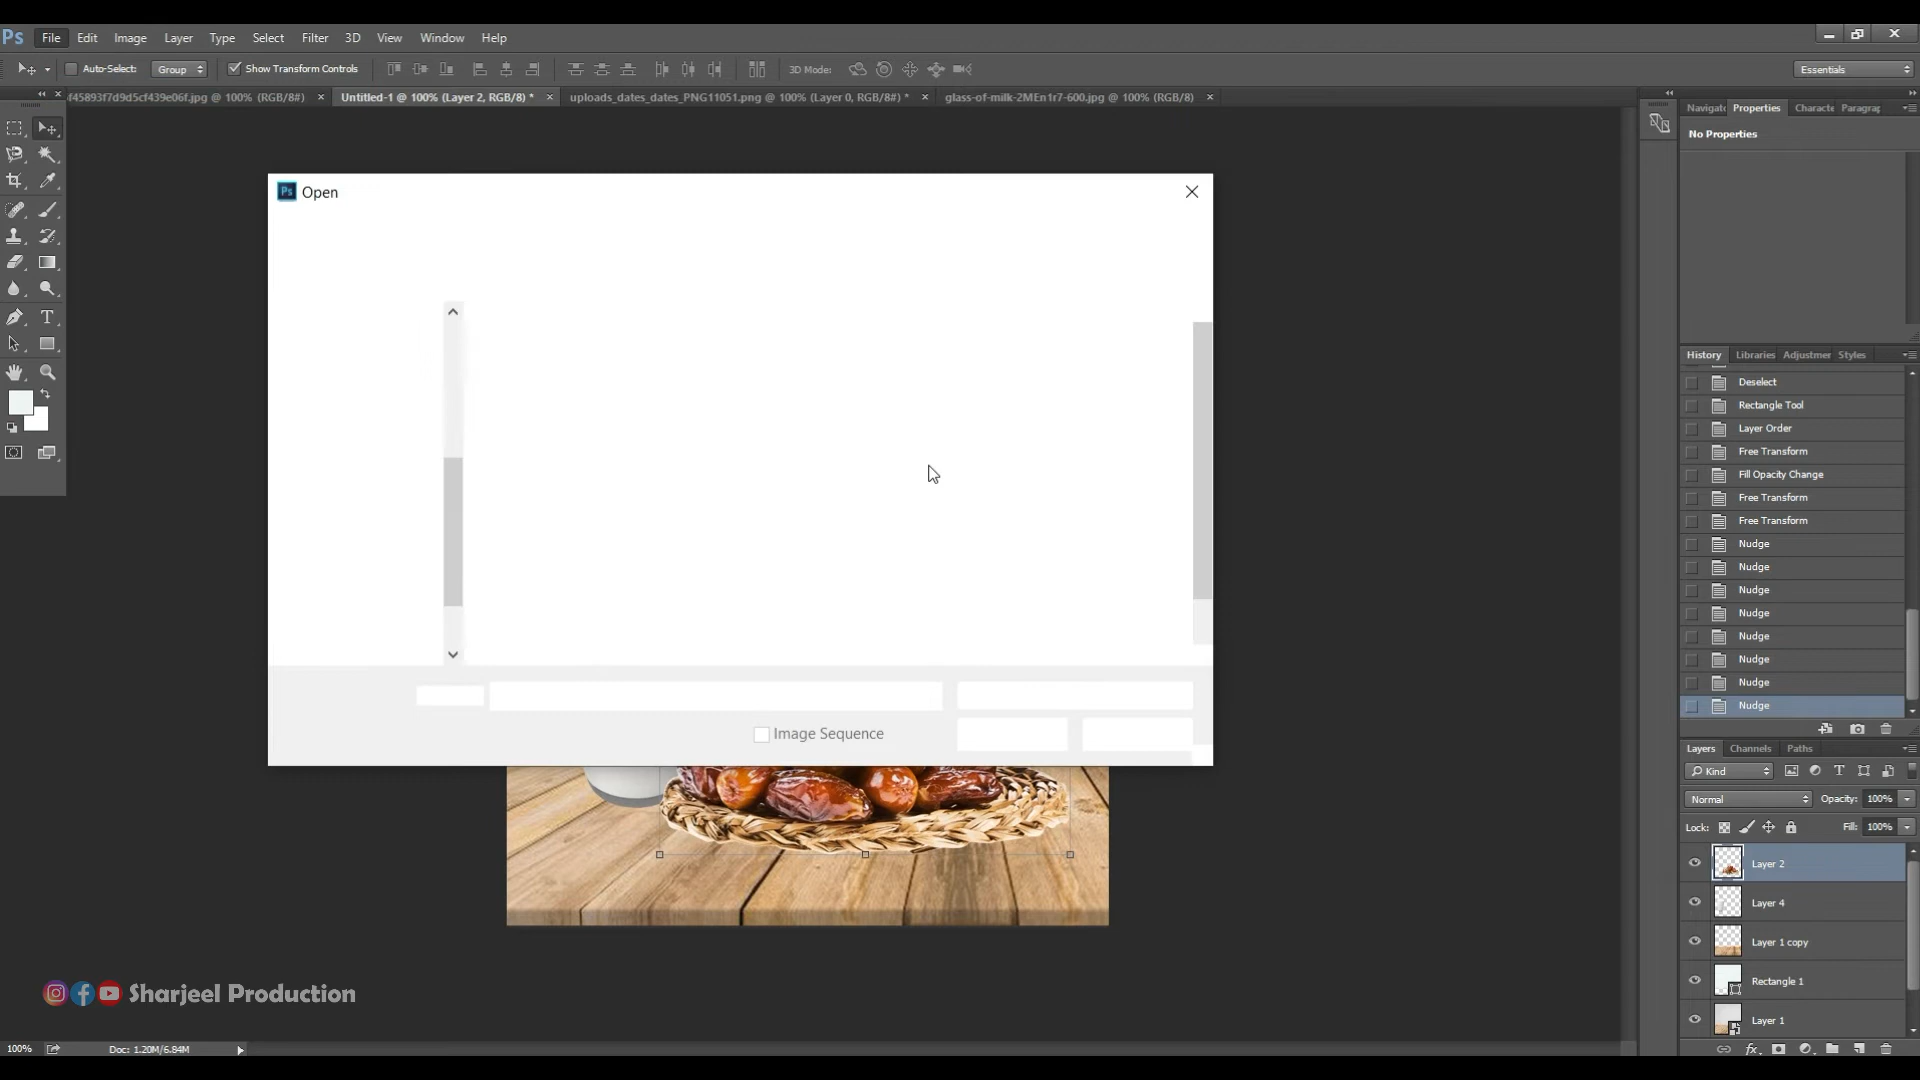 Ps File Edit Image Layer Type Select Filter 3D View Window Help
Auto-Select: Group Show Transform Controls 3D Mode: Essentials
f45893f7d9d5cf439e06f.jpg @ 100% (RGB/8#) × Untitled-1 @ 100% (Layer 2, RGB/8) * × uploads_dates_dates_PNG11051.png @ 100% (Layer 0, RGB/8#) * × glass-of-milk-2MEn1r7-600.jpg @ 100% (RGB/8) ×
Navigato Properties Characte Paragrap
No Properties
Ps Open
Image Sequence
T
History Libraries Adjustmer Styles
Deselect
Rectangle Tool
Layer Order
Free Transform
Fill Opacity Change
Free Transform
Free Transform
Nudge
Nudge
Nudge
Nudge
Nudge
Nudge
Nudge
Nudge
Layers Channels Paths
Kind T
Normal Opacity: 100%
Lock: Fill: 100%
Layer 2
Layer 4
Layer 1 copy
Rectangle 1
Layer 1
fx
Sharjeel Production
100% Doc: 1.20M/6.84M